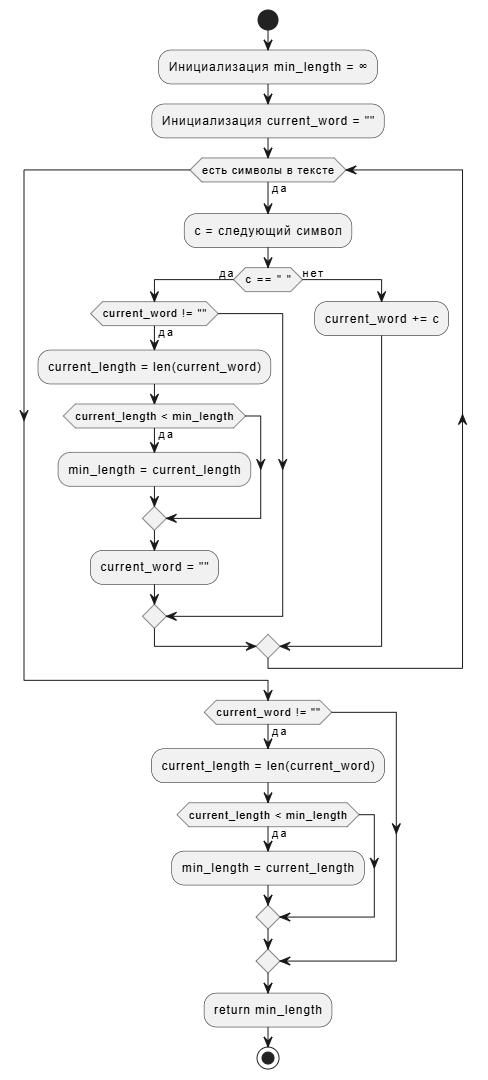 Инициализация min_length = ∞
Инициализация current_word = ""
есть символы в тексте
да
c = следующий символ
да
c == " "
нет
current_word != ""
current_word += c
да
current_length = len(current_word)
current_length < min_length
да
min_length = current_length
current_word = ""
current_word != ""
да
current_length = len(current_word)
current_length < min_length
да
min_length = current_length
return min_length